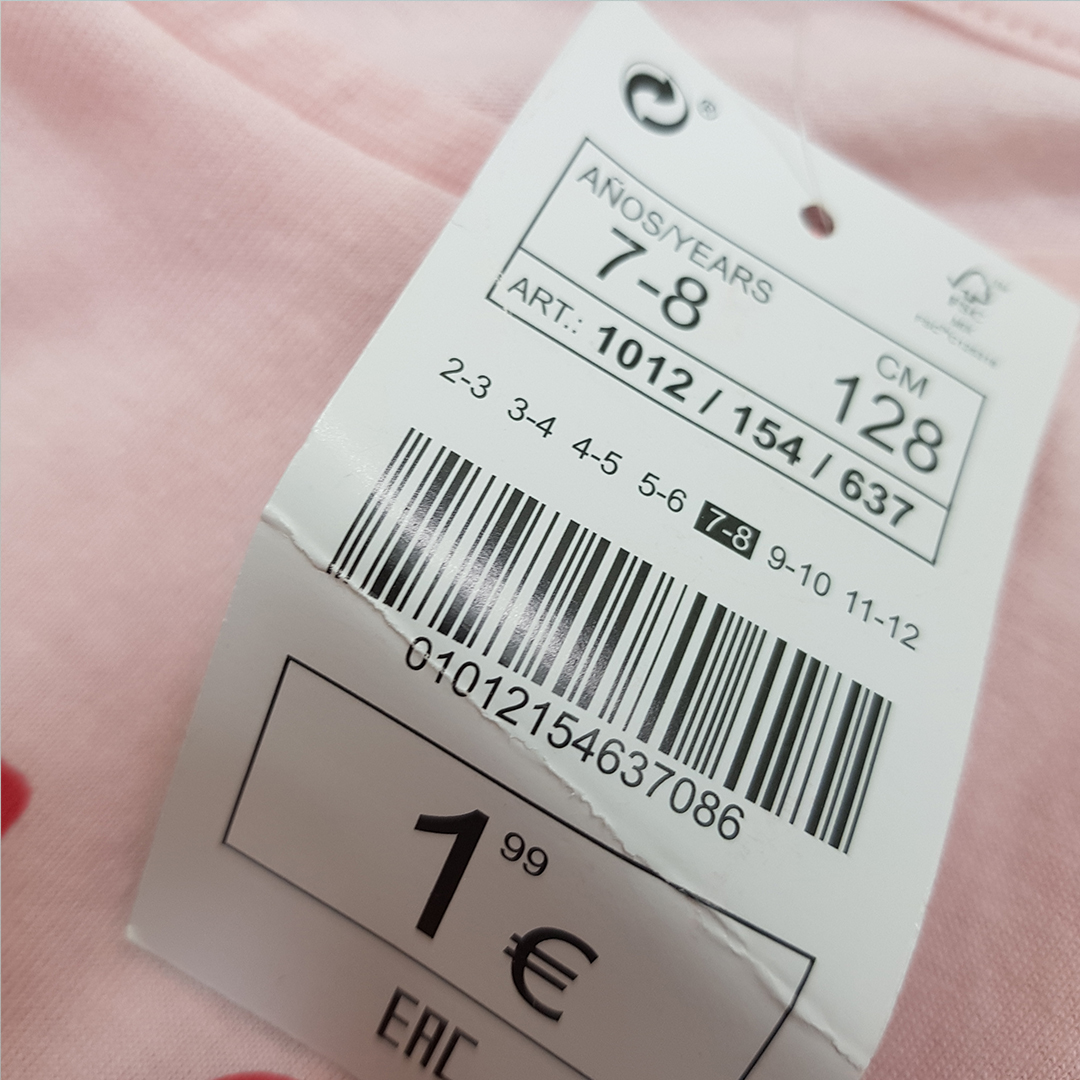 ®
AÑOS/YEARS
7-8
CM
128
ART.: 1012 / 154 / 637
FSC
2-3 3-4 4-5 5-6 7-8 9-10 11-12
01012154637086
1 99 €
EAC